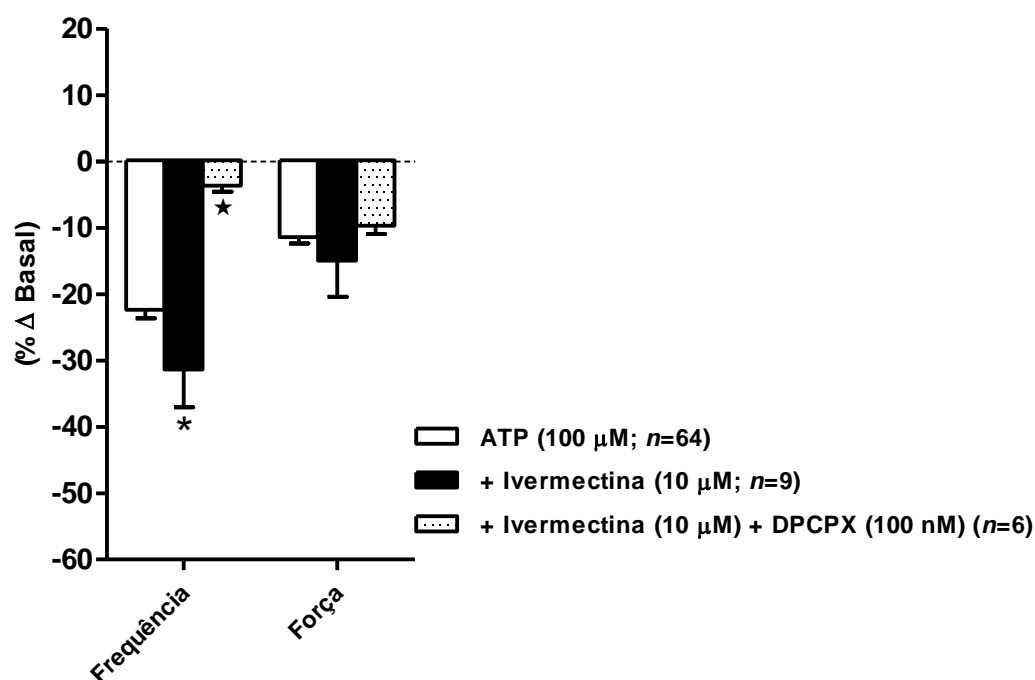 20
10
0
-10
-20
-30
-40
-50
-60
(% Δ Basal)
★
*
Frequência
Força
ATP (100 μM; n=64)
+ Ivermectina (10 μM; n=9)
+ Ivermectina (10 μM) + DPCPX (100 nM) (n=6)